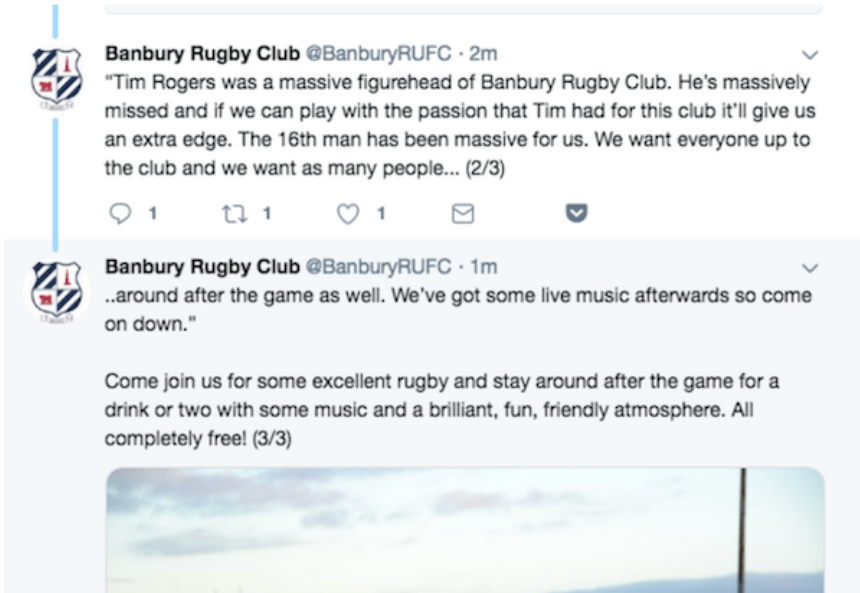 Banbury Rugby Club @BanburyRUFC · 2m
“Tim Rogers was a massive figurehead of Banbury Rugby Club. He's massively
missed and if we can play with the passion that Tim had for this club it'll give us
an extra edge. The 16th man has been massive for us. We want everyone up to
the club and we want as many people... (2/3)
1 1 1
Banbury Rugby Club @BanburyRUFC · 1m
..around after the game as well. We've got some live music afterwards so come
on down.”
Come join us for some excellent rugby and stay around after the game for a
drink or two with some music and a brilliant, fun, friendly atmosphere. All
completely free! (3/3)